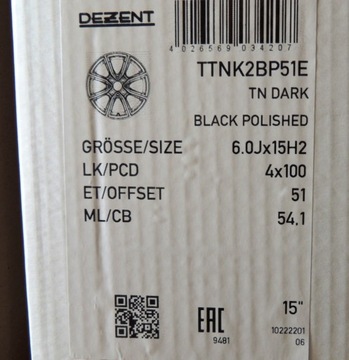 DEZENT
4026569034207
TTNK2BP51E
TN DARK
BLACK POLISHED
GRÖSSE/SIZE 6.0Jx15H2
LK/PCD 4x100
ET/OFFSET 51
ML/CB 54.1
EAC 15"
9481 10222201
06